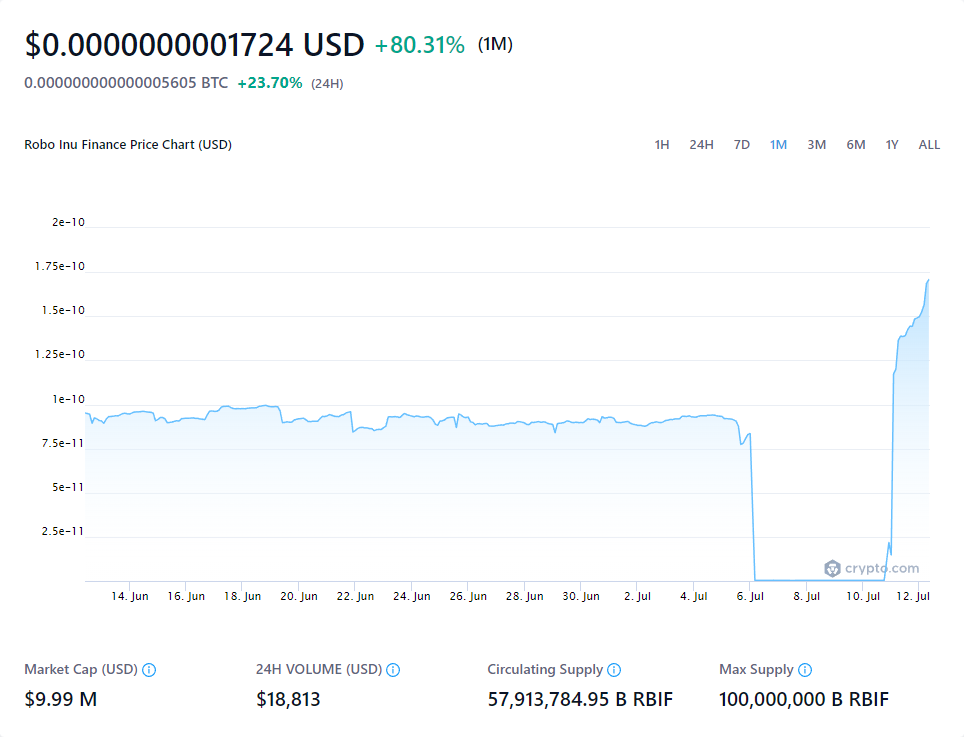 $0.0000000001724 USD +80.31% (1M)
0.000000000000005605 BTC +23.70% (24H)
Robo Inu Finance Price Chart (USD)
1H 24H 7D 1M 3M 6M 1Y ALL
2e-10
1.75e-10
1.5e-10
1.25e-10
1e-10
7.5e-11
5e-11
2.5e-11
crypto.com
14. Jun 16. Jun 18. Jun 20. Jun 22. Jun 24. Jun 26. Jun 28. Jun 30. Jun 2. Jul 4. Jul 6. Jul 8. Jul 10. Jul 12. Jul
Market Cap (USD) 24H VOLUME (USD) Circulating Supply Max Supply
$9.99 M $18,813 57,913,784.95 B RBIF 100,000,000 B RBIF